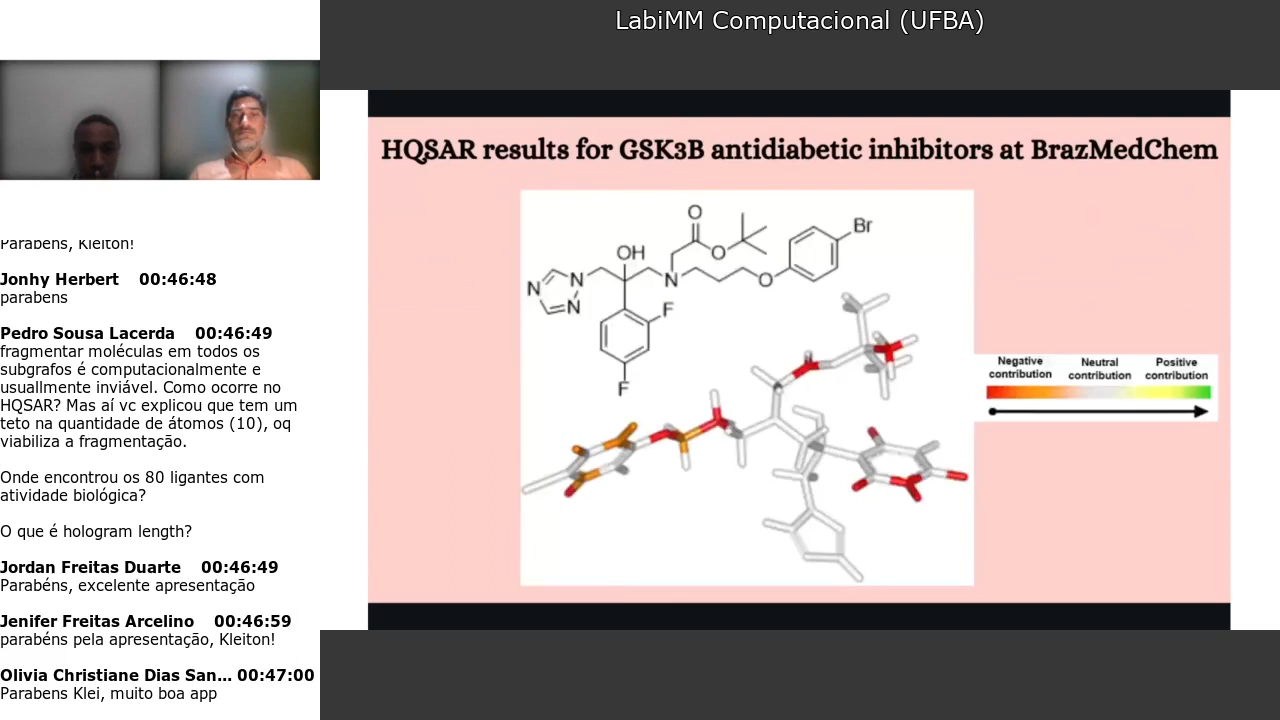 LabiMM Computacional (UFBA)
Parabens, Kleiton!
Jonhy Herbert 00:46:48
parabens
Pedro Sousa Lacerda 00:46:49
fragmentar moléculas em todos os
subgrafos é computacionalmente e
usuallmente inviável. Como ocorre no
HQSAR? Mas aí vc explicou que tem um
teto na quantidade de átomos (10), oq
viabiliza a fragmentação.
Onde encontrou os 80 ligantes com
atividade biológica?
O que é hologram length?
Jordan Freitas Duarte 00:46:49
Parabéns, excelente apresentação
Jenifer Freitas Arcelino 00:46:59
parabéns pela apresentação, Kleiton!
Olivia Christiane Dias San... 00:47:00
Parabens Klei, muito boa app
HQSAR results for GSK3B antidiabetic inhibitors at BrazMedChem
O
OH
O
Br
N
N
O
N
N
F
F
Negative contribution
Neutral contribution
Positive contribution